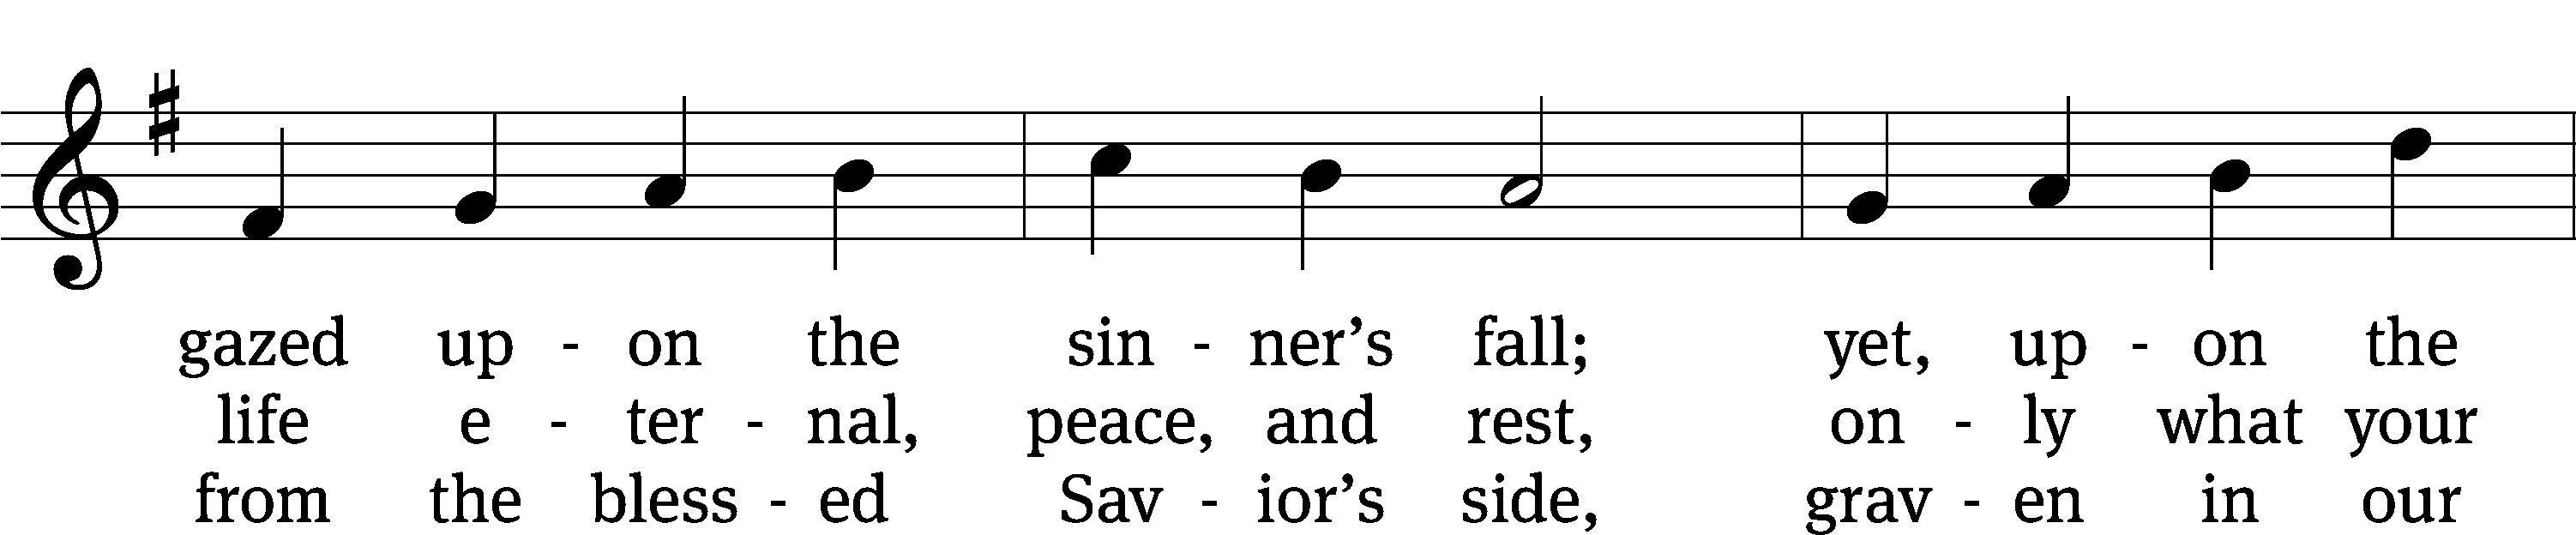 gazed up - on the sin - ner’s fall; yet, up - on the
life e - ter - nal, peace, and rest, on - ly what your
from the bless - ed Sav - ior’s side, grav - en in our